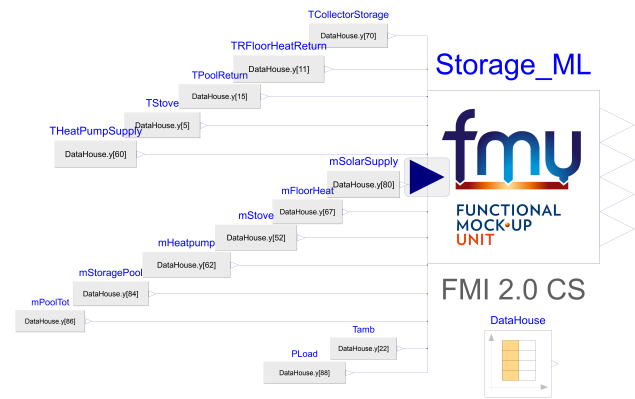 TCollectorStorage
DataHouse.y[70]
TRFloorHeatReturn
DataHouse.y[11]
TPoolReturn
DataHouse.y[15]
TStove
DataHouse.y[5]
THeatPumpSupply
DataHouse.y[60]
Storage_ML
fmu
FUNCTIONAL
MOCK-UP
UNIT
mSolarSupply
DataHouse.y[80]
mFloorHeat
DataHouse.y[67]
mStove
DataHouse.y[52]
mHeatpump
DataHouse.y[62]
mStoragePool
DataHouse.y[84]
mPoolTot
DataHouse.y[86]
FMI 2.0 CS
Tamb
DataHouse.y[22]
PLoad
DataHouse.y[88]
DataHouse